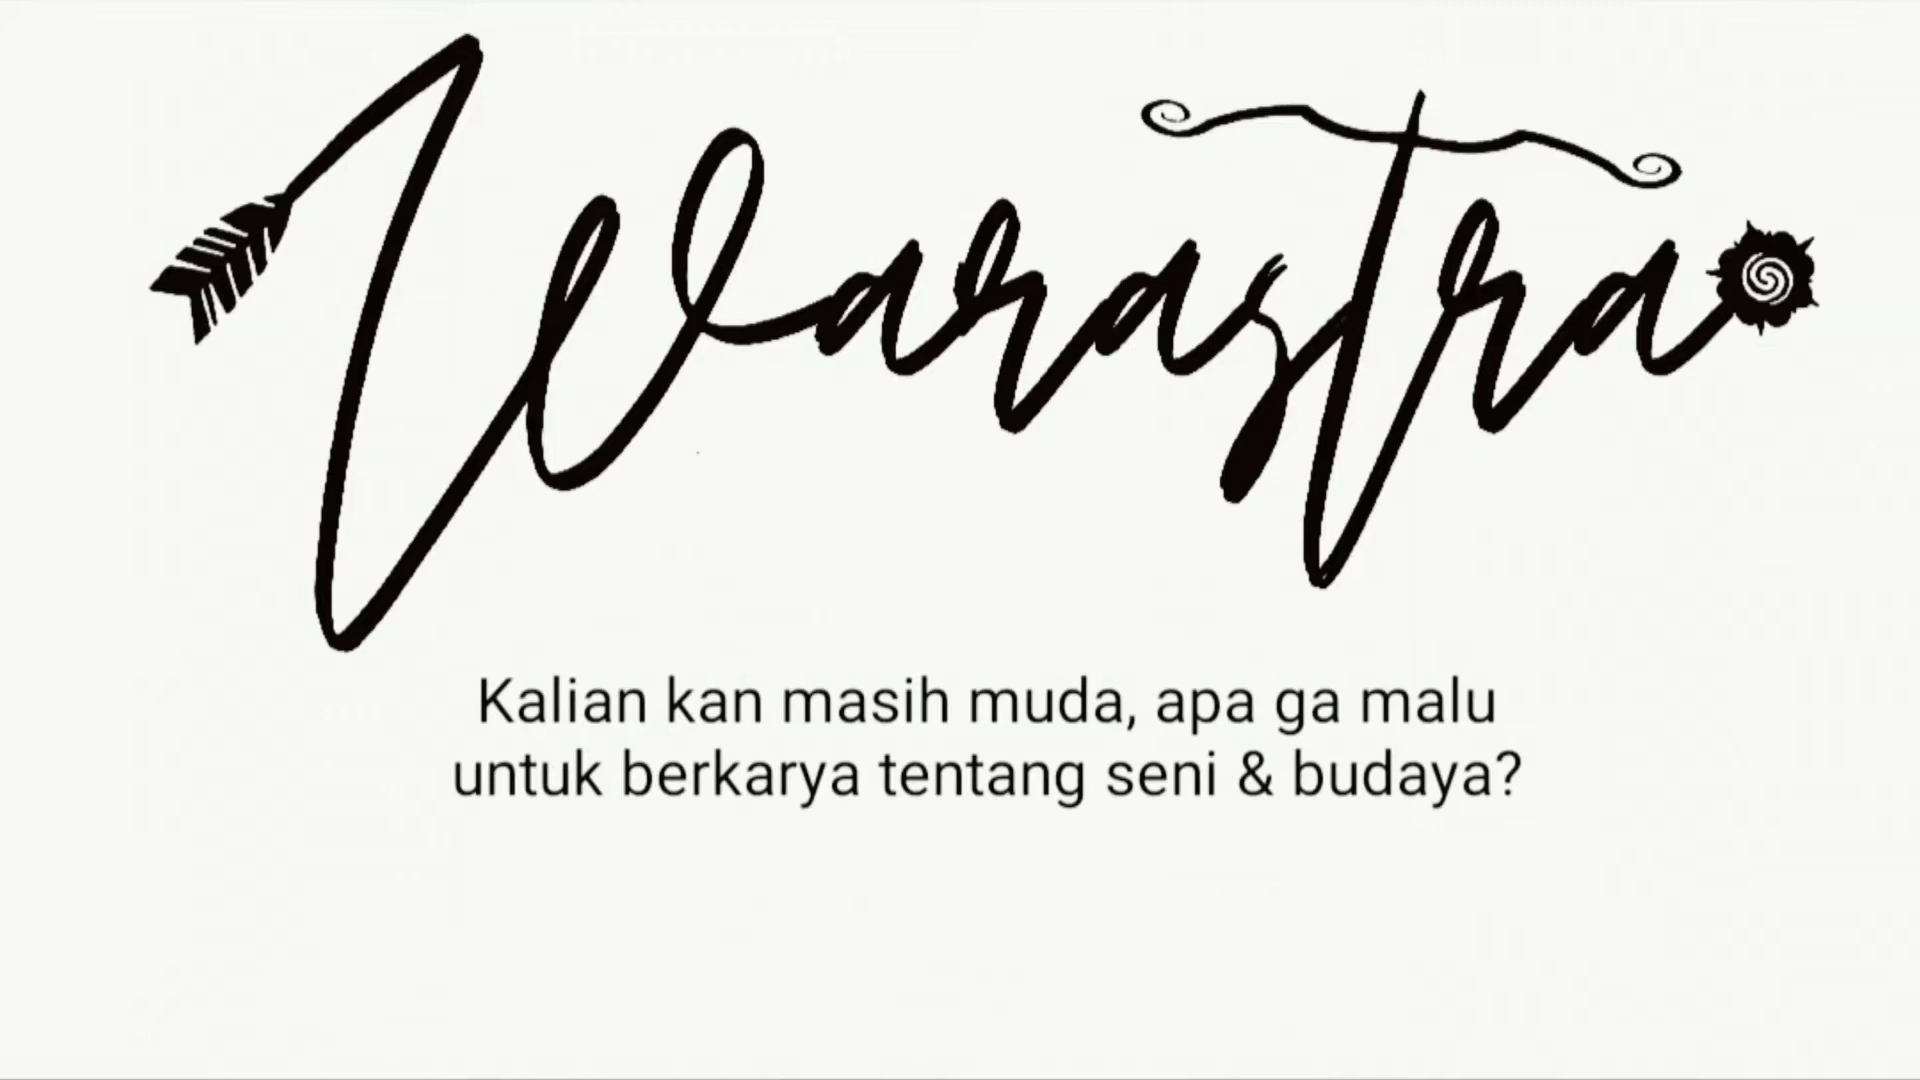 Warastra
Kalian kan masih muda, apa ga malu
untuk berkarya tentang seni & budaya?